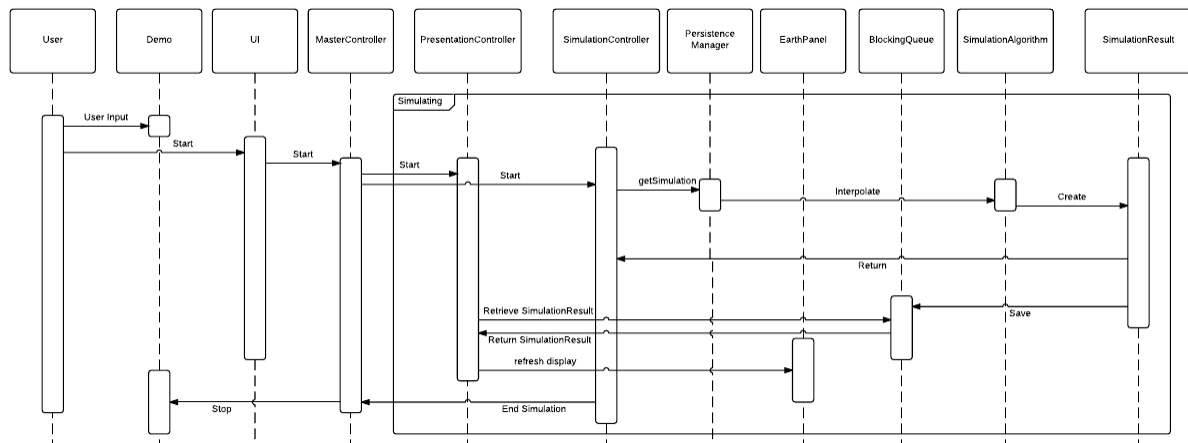 User
Demo
UI
MasterController
PresentationController
SimulationController
Persistence
Manager
EarthPanel
BlockingQueue
SimulationAlgorithm
SimulationResult
Simulating
User Input
Start
Start
Start
Start
getSimulation
Interpolate
Create
Return
Retrieve SimulationResult
Save
Return SimulationResult
refresh display
Stop
End Simulation